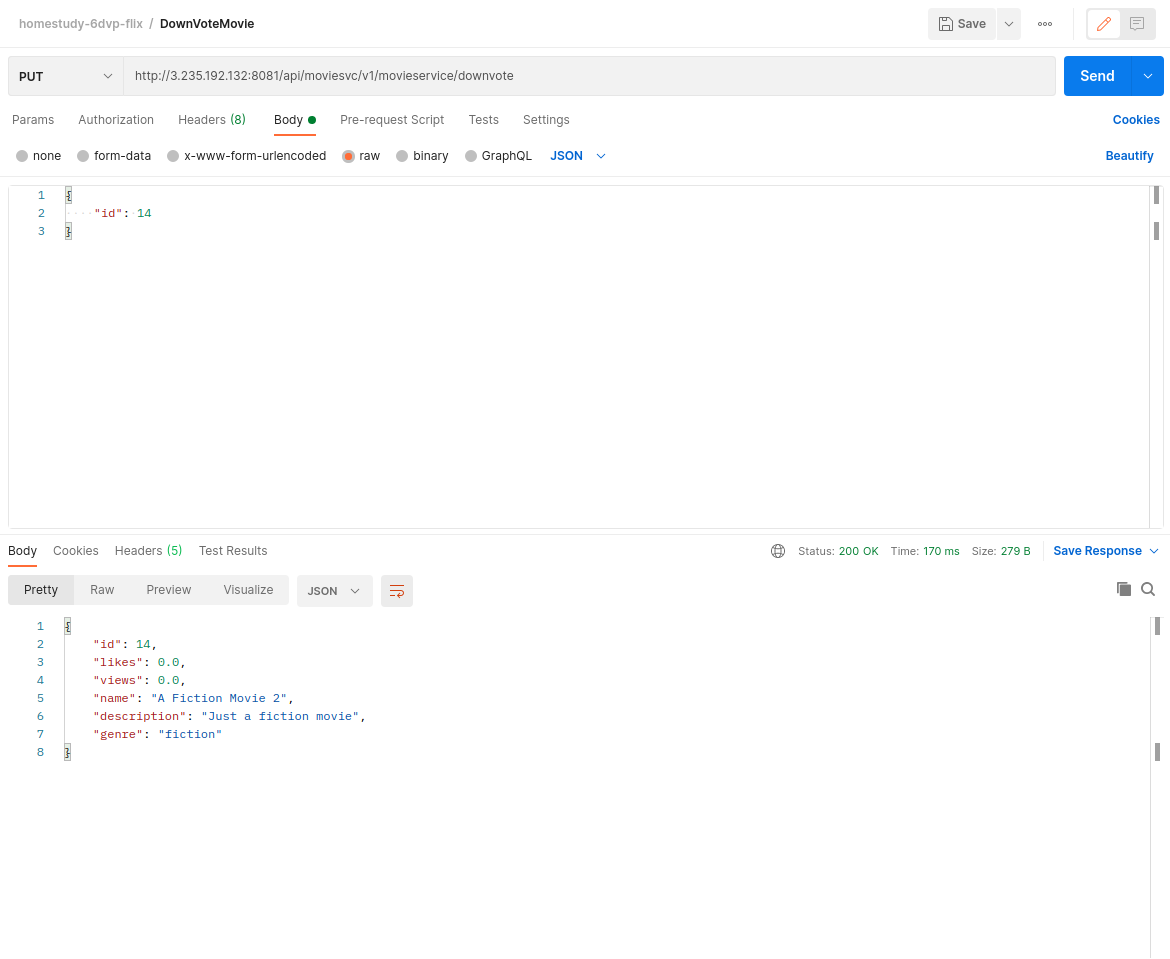 homestudy-6dvp-flix / DownVoteMovie Save
PUT http://3.235.192.132:8081/api/moviesvc/v1/movieservice/downvote Send
Params Authorization Headers (8) Body Pre-request Script Tests Settings Cookies
none form-data x-www-form-urlencoded raw binary GraphQL JSON Beautify
1 {
2 ····"id":·14
3 }
Body Cookies Headers (5) Test Results Status: 200 OK Time: 170 ms Size: 279 B Save Response
Pretty Raw Preview Visualize JSON
1 {
2 "id": 14,
3 "likes": 0.0,
4 "views": 0.0,
5 "name": "A Fiction Movie 2",
6 "description": "Just a fiction movie",
7 "genre": "fiction"
8 }